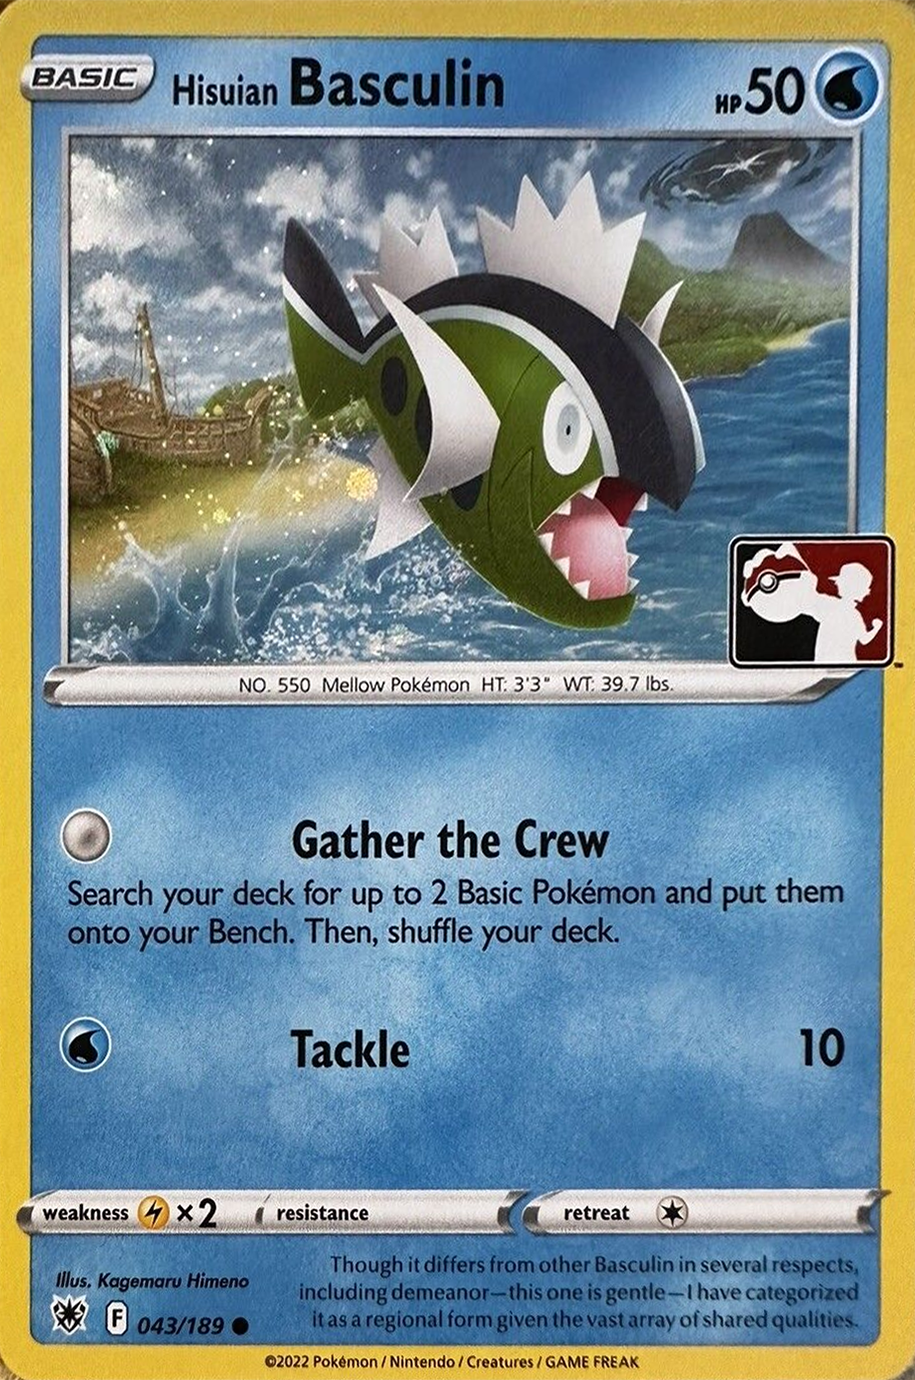 BASIC
Hisuian Basculin
HP 50
NO. 550 Mellow Pokémon HT: 3'3" WT: 39.7 lbs.
™
Gather the Crew
Search your deck for up to 2 Basic Pokémon and put them
onto your Bench. Then, shuffle your deck.
Tackle 10
weakness ×2 resistance retreat
Though it differs from other Basculin in several respects,
including demeanor—this one is gentle—I have categorized
it as a regional form given the vast array of shared qualities.
Illus. Kagemaru Himeno
F 043/189
©2022 Pokémon / Nintendo / Creatures / GAME FREAK